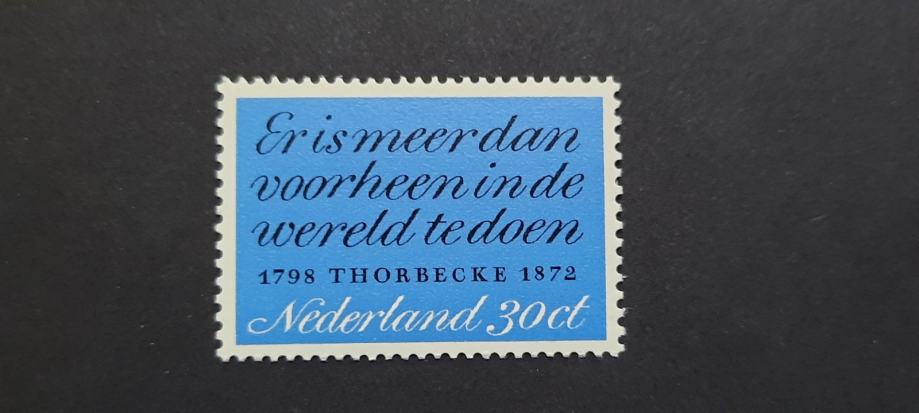 Er is meer dan
voorheen in de
wereld te doen
1798 THORBECKE 1872
Nederland 30 ct